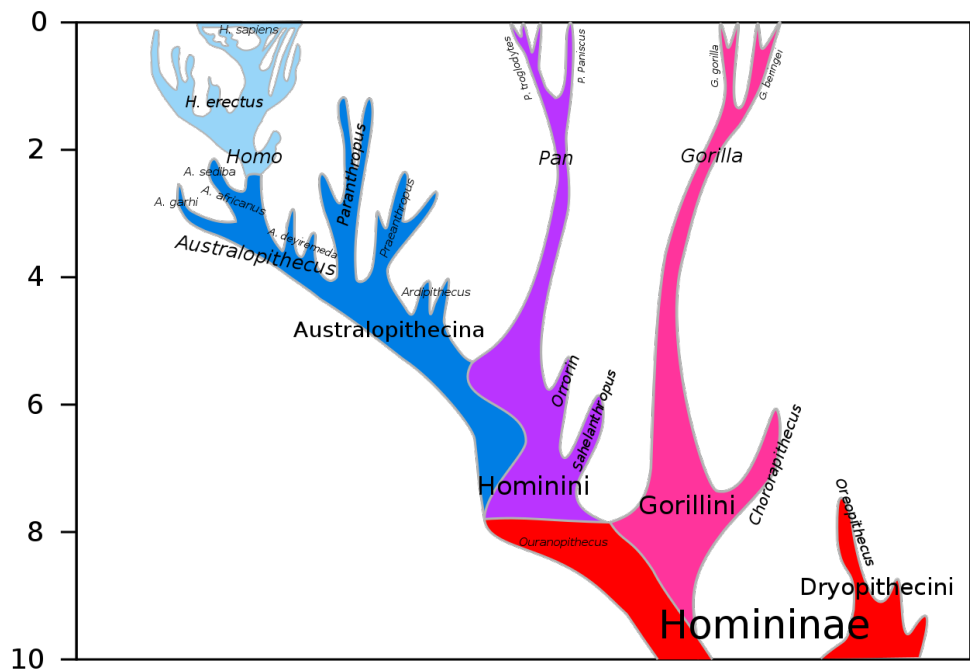 0
H. sapiens
P. troglodytes
P. Paniscus
G. gorilla
G. beringei
H. erectus
2
Homo
Pan
Gorilla
A. sediba
A. garhi
A. africanus
Paranthropus
Praeanthropus
A. deyiremeda
Australopithecus
4
Ardipithecus
Australopithecina
6
Orrorin
Sahelanthropus
Chororapithecus
Hominini
Gorillini
8
Ouranopithecus
Oreopithecus
Dryopithecini
Homininae
10